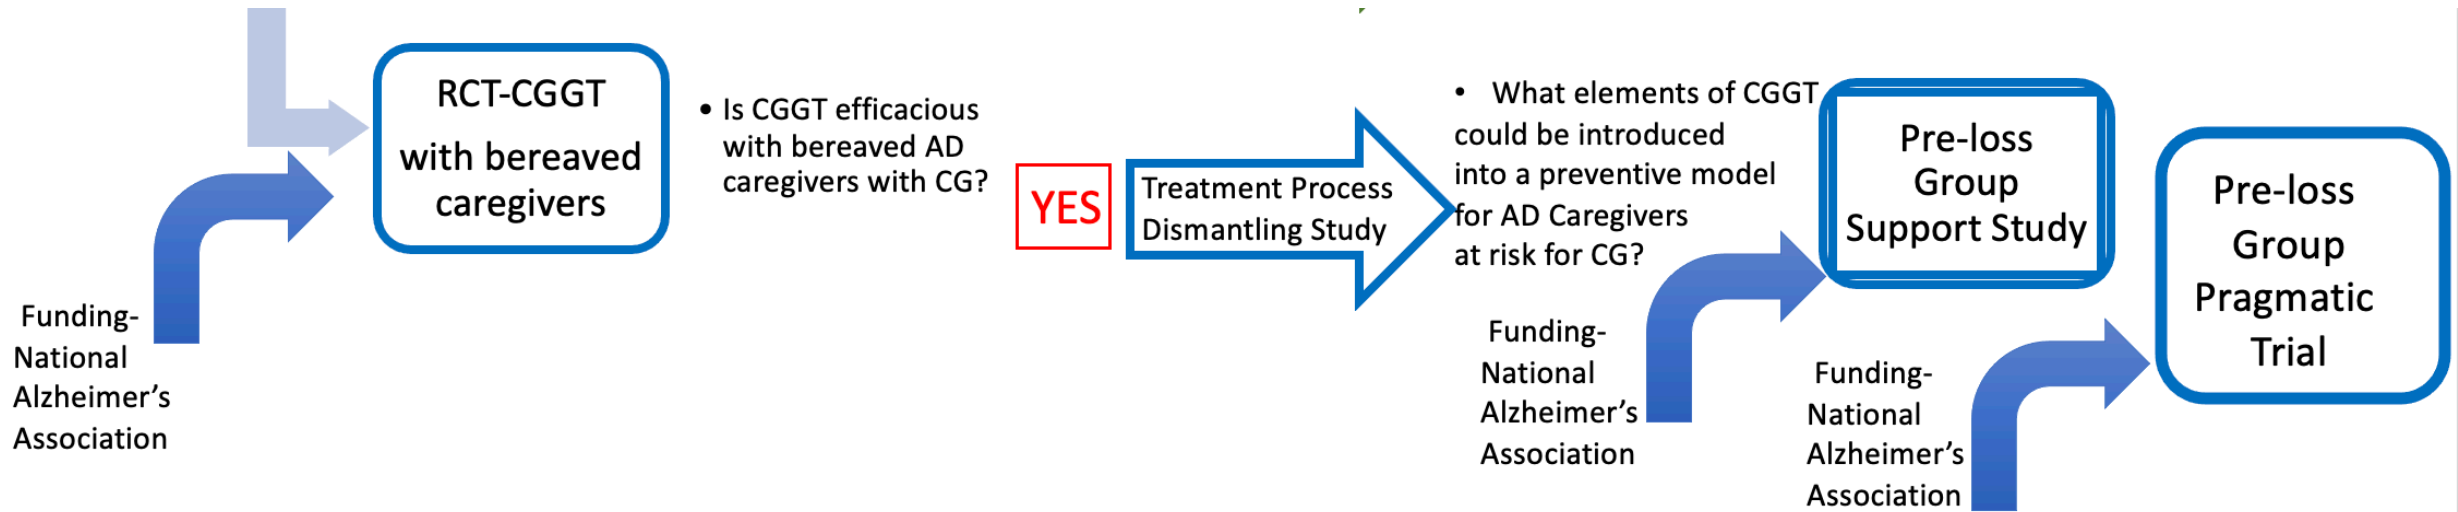 RCT-CGGT
with bereaved
caregivers
Funding-
National
Alzheimer’s
Association
• Is CGGT efficacious
with bereaved AD
caregivers with CG?
YES
Treatment Process
Dismantling Study
• What elements of CGGT
could be introduced
into a preventive model
for AD Caregivers
at risk for CG?
Funding-
National
Alzheimer’s
Association
Pre-loss
Group
Support Study
Funding-
National
Alzheimer’s
Association
Pre-loss
Group
Pragmatic
Trial